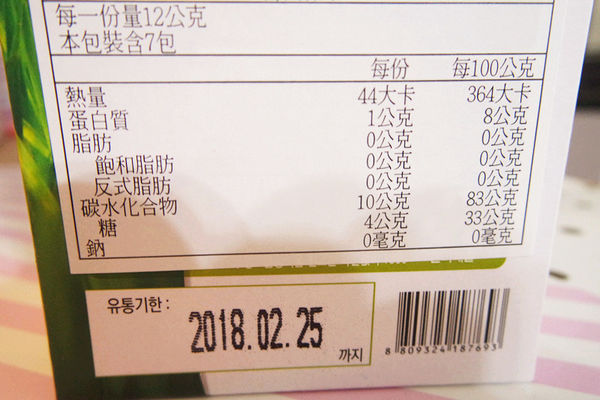 每一份量12公克
本包裝含7包
每份 每100公克
熱量 44大卡 364大卡
蛋白質 1公克 8公克
脂肪 0公克 0公克
飽和脂肪 0公克 0公克
反式脂肪 0公克 0公克
碳水化合物 10公克 83公克
糖 4公克 33公克
鈉 0毫克 0毫克
유통기한:
2018.02.25
까지
8 809324 187693